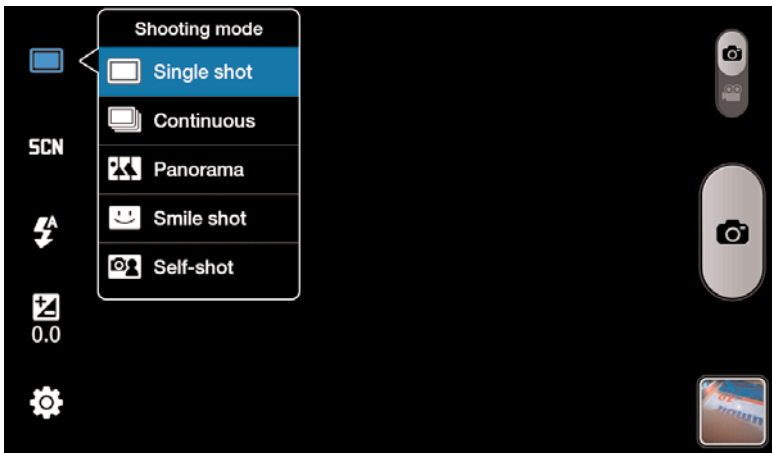 Shooting mode
Single shot
Continuous
Panorama
Smile shot
Self-shot
SCN
A
0.0